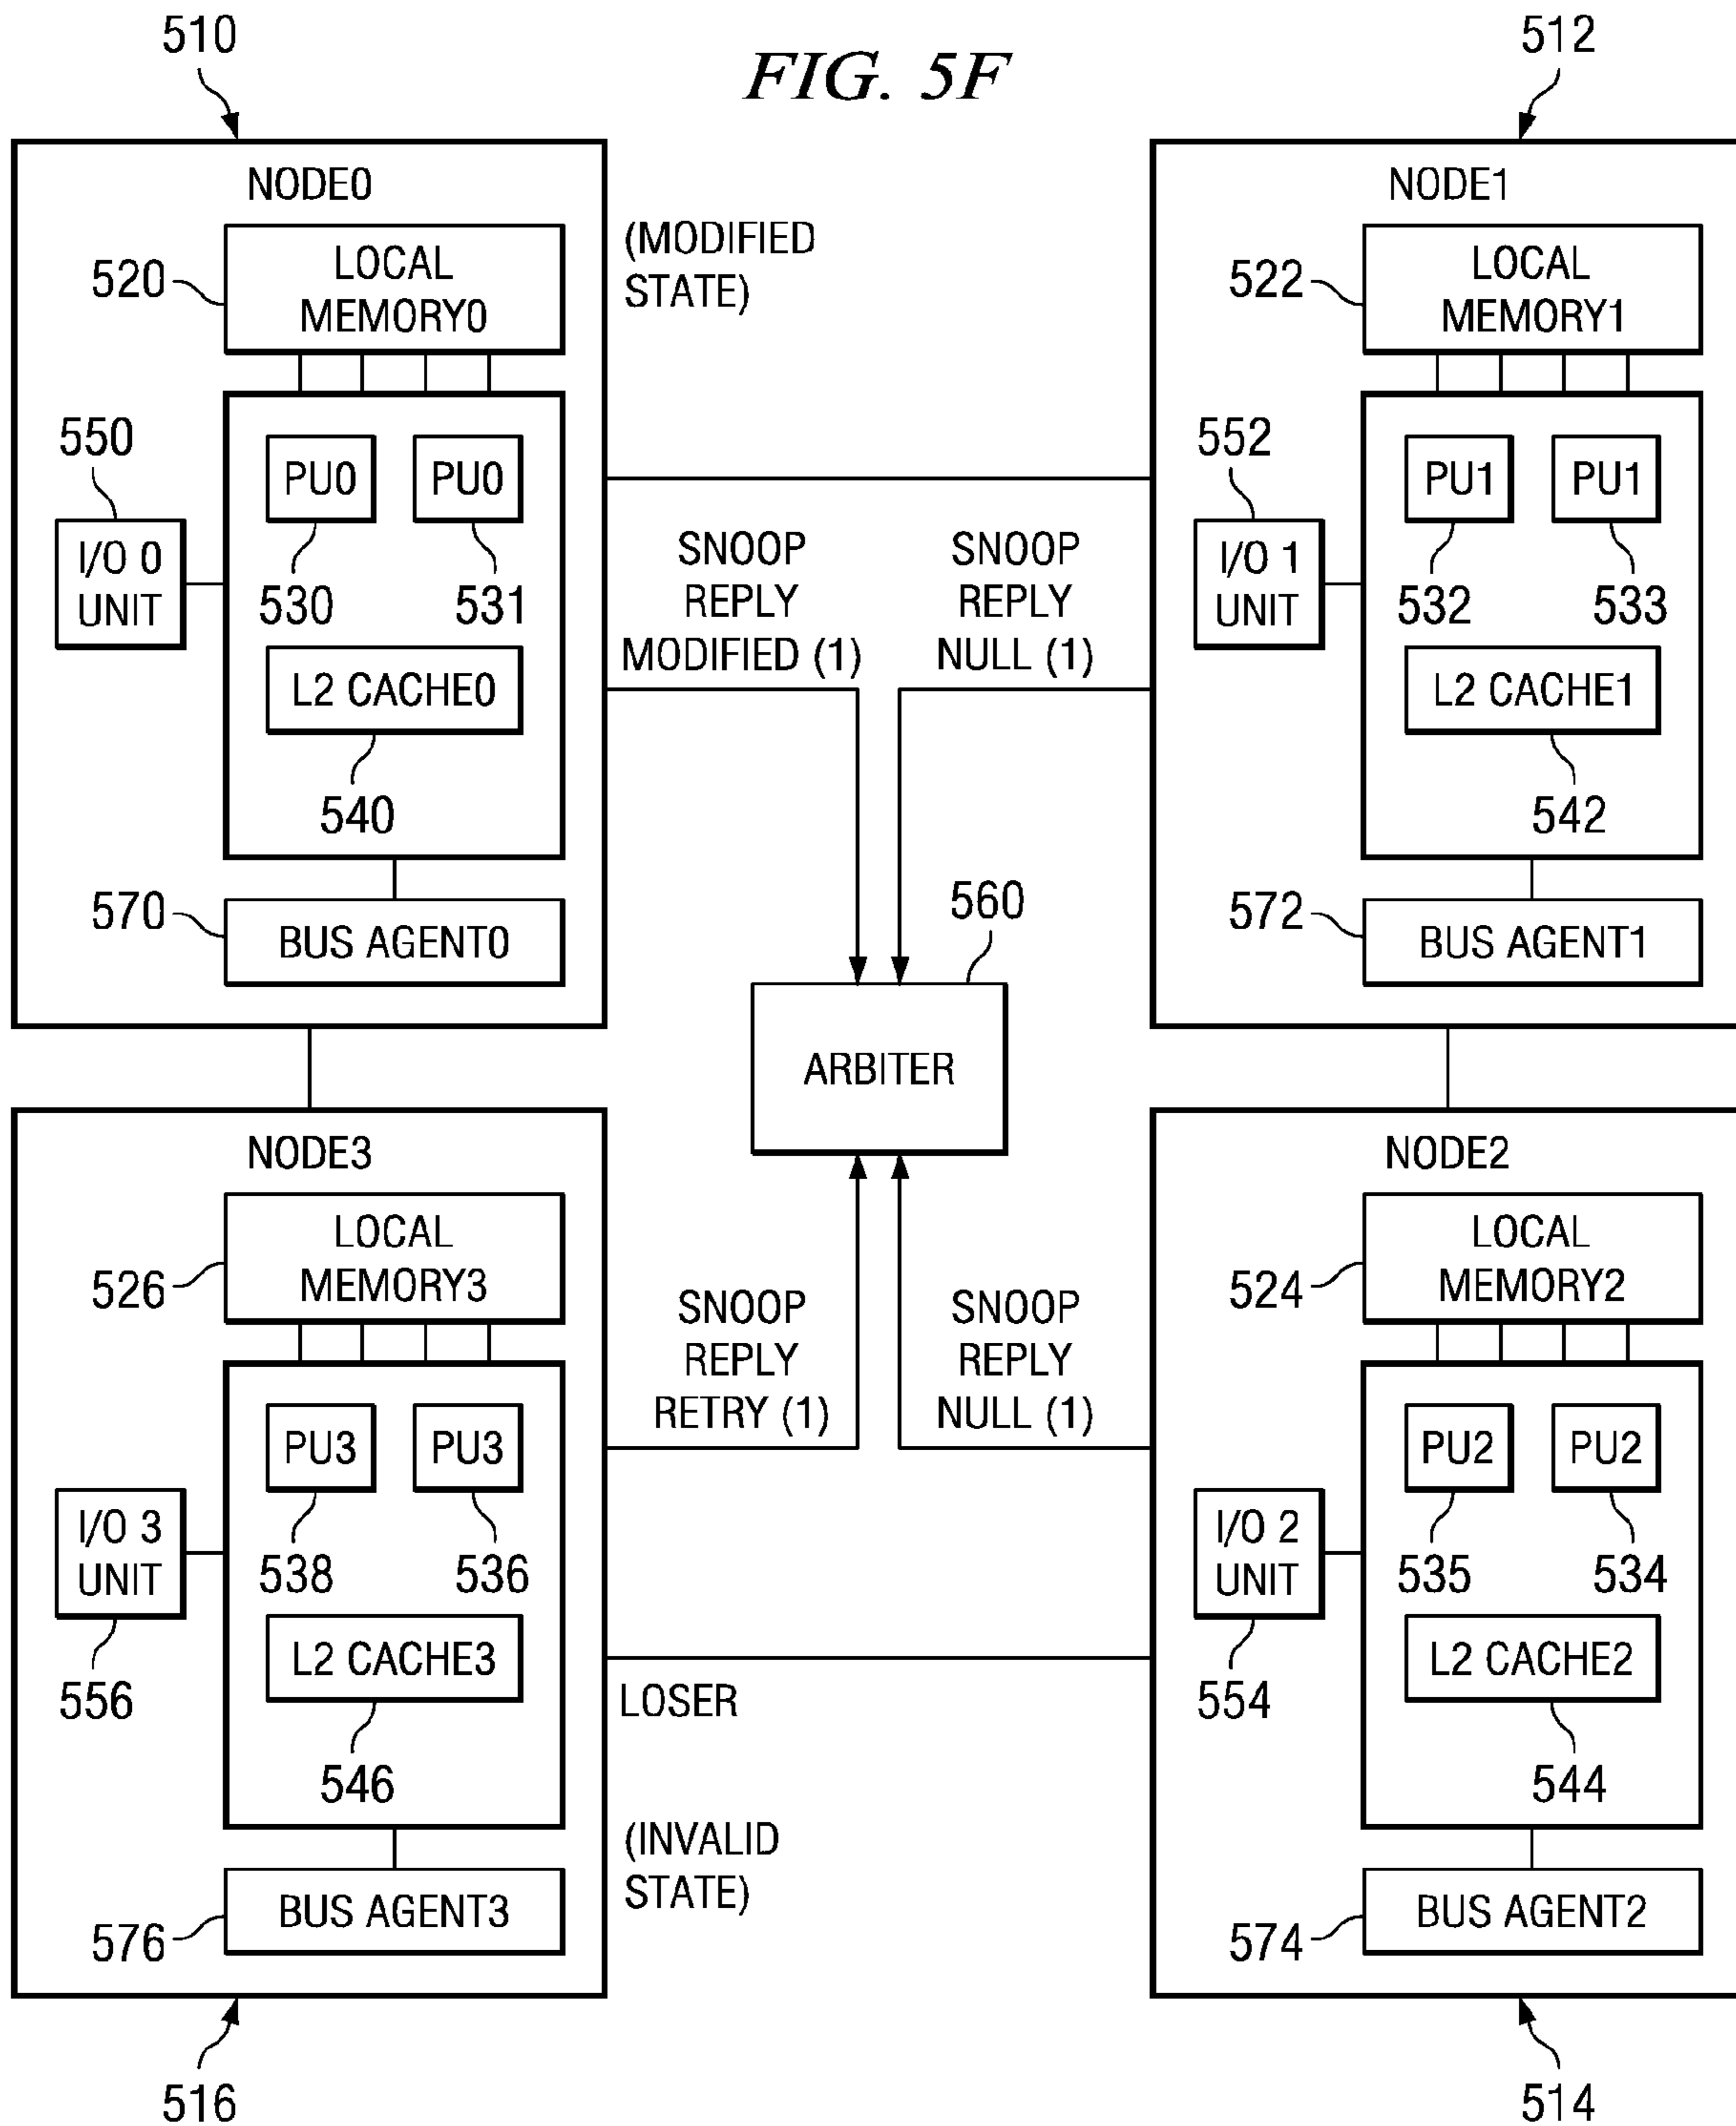 FIG. 5F
510
512
NODE0
LOCAL
MEMORY0
520
(MODIFIED
STATE)
550
I/O 0
UNIT
PU0
PU0
530
531
L2 CACHE0
540
570
BUS AGENT0
SNOOP
REPLY
MODIFIED (1)
SNOOP
REPLY
NULL (1)
NODE1
LOCAL
MEMORY1
522
552
I/O 1
UNIT
PU1
PU1
532
533
L2 CACHE1
542
572
BUS AGENT1
560
ARBITER
NODE3
LOCAL
MEMORY3
526
I/O 3
UNIT
556
PU3
PU3
538
536
L2 CACHE3
546
576
BUS AGENT3
SNOOP
REPLY
RETRY (1)
SNOOP
REPLY
NULL (1)
LOSER
(INVALID
STATE)
NODE2
LOCAL
MEMORY2
524
I/O 2
UNIT
554
PU2
PU2
535
534
L2 CACHE2
544
574
BUS AGENT2
516
514